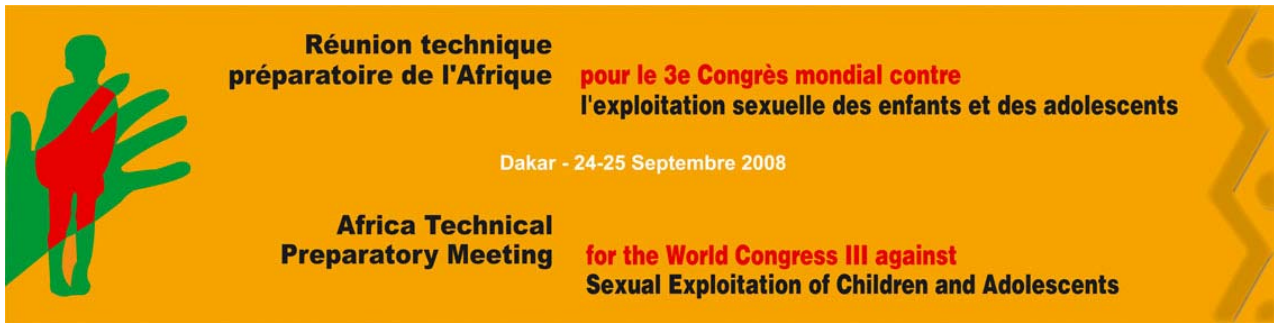 Réunion technique
préparatoire de l'Afrique
pour le 3e Congrès mondial contre
l'exploitation sexuelle des enfants et des adolescents
Dakar - 24-25 Septembre 2008
Africa Technical
Preparatory Meeting
for the World Congress III against
Sexual Exploitation of Children and Adolescents